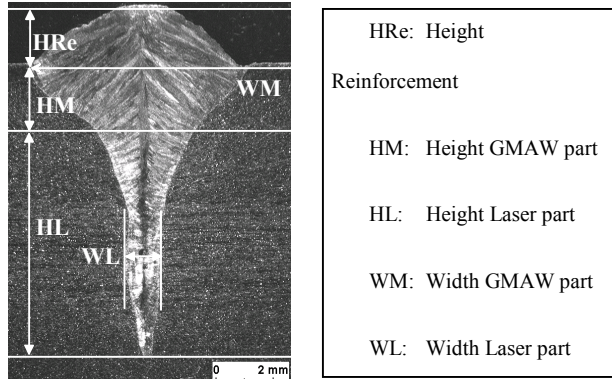 HRe
WM
HM
HL
WL
0 2 mm
HRe: Height
Reinforcement
HM: Height GMAW part
HL: Height Laser part
WM: Width GMAW part
WL: Width Laser part